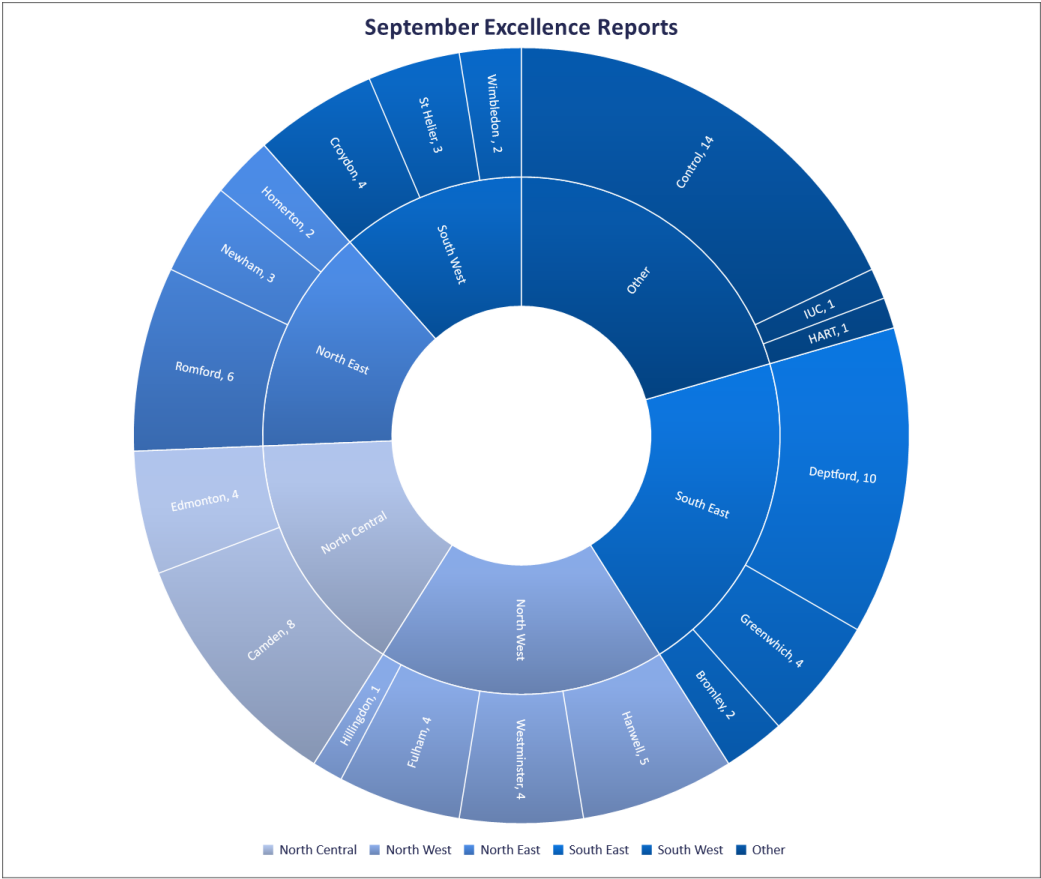 September Excellence Reports
Control, 14
IUC, 1
HART, 1
Other
Deptford, 10
Greenwhich, 4
Bromley, 2
South East
Hanwell, 5
Westminster, 4
Fulham, 4
Hillingdon, 1
North West
Camden, 8
Edmonton, 4
North Central
Romford, 6
Newham, 3
Homerton, 2
North East
Croydon, 4
St Helier, 3
Wimbledon , 2
South West
North Central North West North East South East South West Other